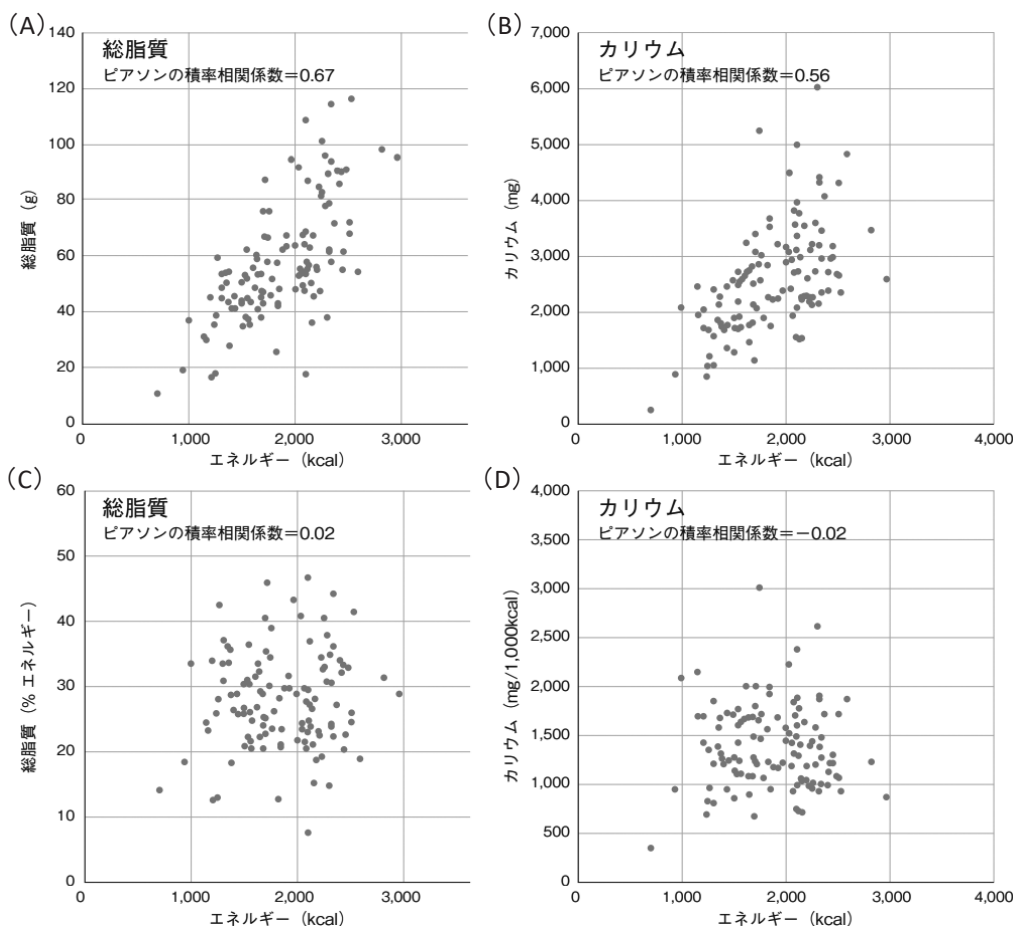 (A)
総脂質
ピアソンの積率相関係数=0.67
総脂質 (g)
140
120
100
80
60
40
20
0
0
1,000
2,000
3,000
エネルギー (kcal)
(B)
カリウム
ピアソンの積率相関係数=0.56
カリウム (mg)
7,000
6,000
5,000
4,000
3,000
2,000
1,000
0
0
1,000
2,000
3,000
4,000
エネルギー (kcal)
(C)
総脂質
ピアソンの積率相関係数=0.02
総脂質 (% エネルギー)
60
50
40
30
20
10
0
0
1,000
2,000
3,000
エネルギー (kcal)
(D)
カリウム
ピアソンの積率相関係数=−0.02
カリウム (mg/1,000kcal)
4,000
3,500
3,000
2,500
2,000
1,500
1,000
500
0
0
1,000
2,000
3,000
4,000
エネルギー (kcal)